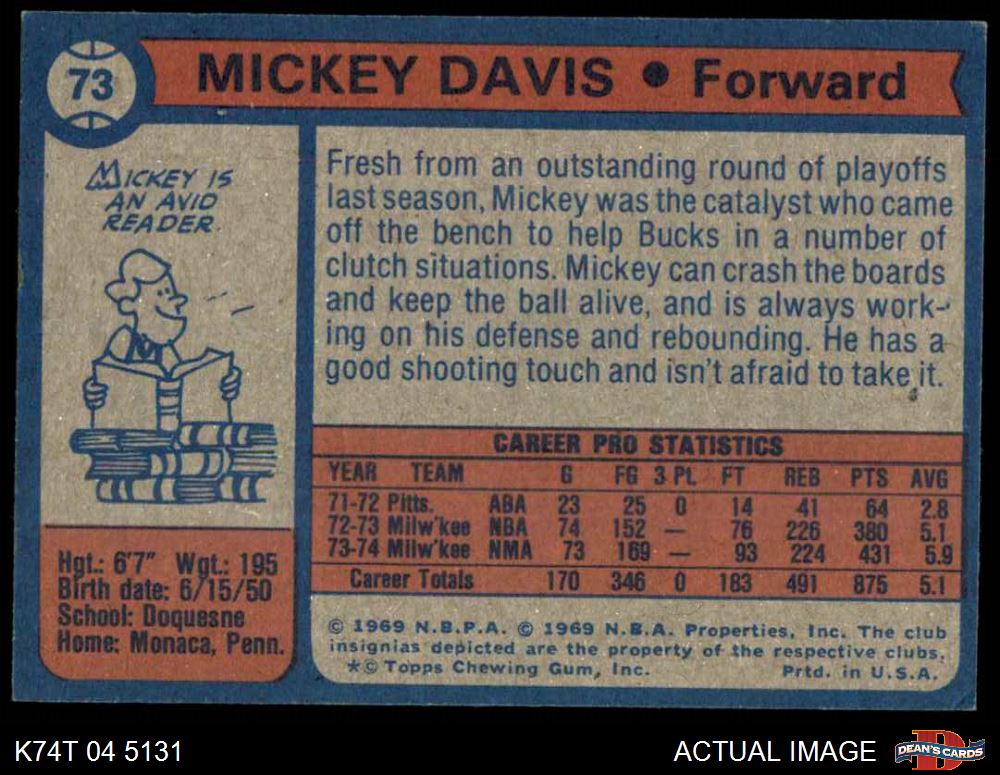 73
MICKEY DAVIS • Forward
MICKEY IS
AN AVID
READER.
Fresh from an outstanding round of playoffs
last season, Mickey was the catalyst who came
off the bench to help Bucks in a number of
clutch situations. Mickey can crash the boards
and keep the ball alive, and is always work-
ing on his defense and rebounding. He has a
good shooting touch and isn't afraid to take it.
CAREER PRO STATISTICS
YEAR TEAM G FG 3 PL FT REB PTS AVG
71-72 Pitts. ABA 23 25 0 14 41 64 2.8
72-73 Milw'kee NBA 74 152 — 76 226 380 5.1
73-74 Milw'kee NMA 73 169 — 93 224 431 5.9
Career Totals 170 346 0 183 491 875 5.1
Hgt.: 6'7" Wgt.: 195
Birth date: 6/15/50
School: Doquesne
Home: Monaca, Penn.
© 1969 N.B.P.A. © 1969 N.B.A. Properties, Inc. The club
insignias depicted are the property of the respective clubs.
*© Topps Chewing Gum, Inc. Prtd. in U.S.A.
K74T 04 5131
ACTUAL IMAGE
D
DEAN'S CARDS